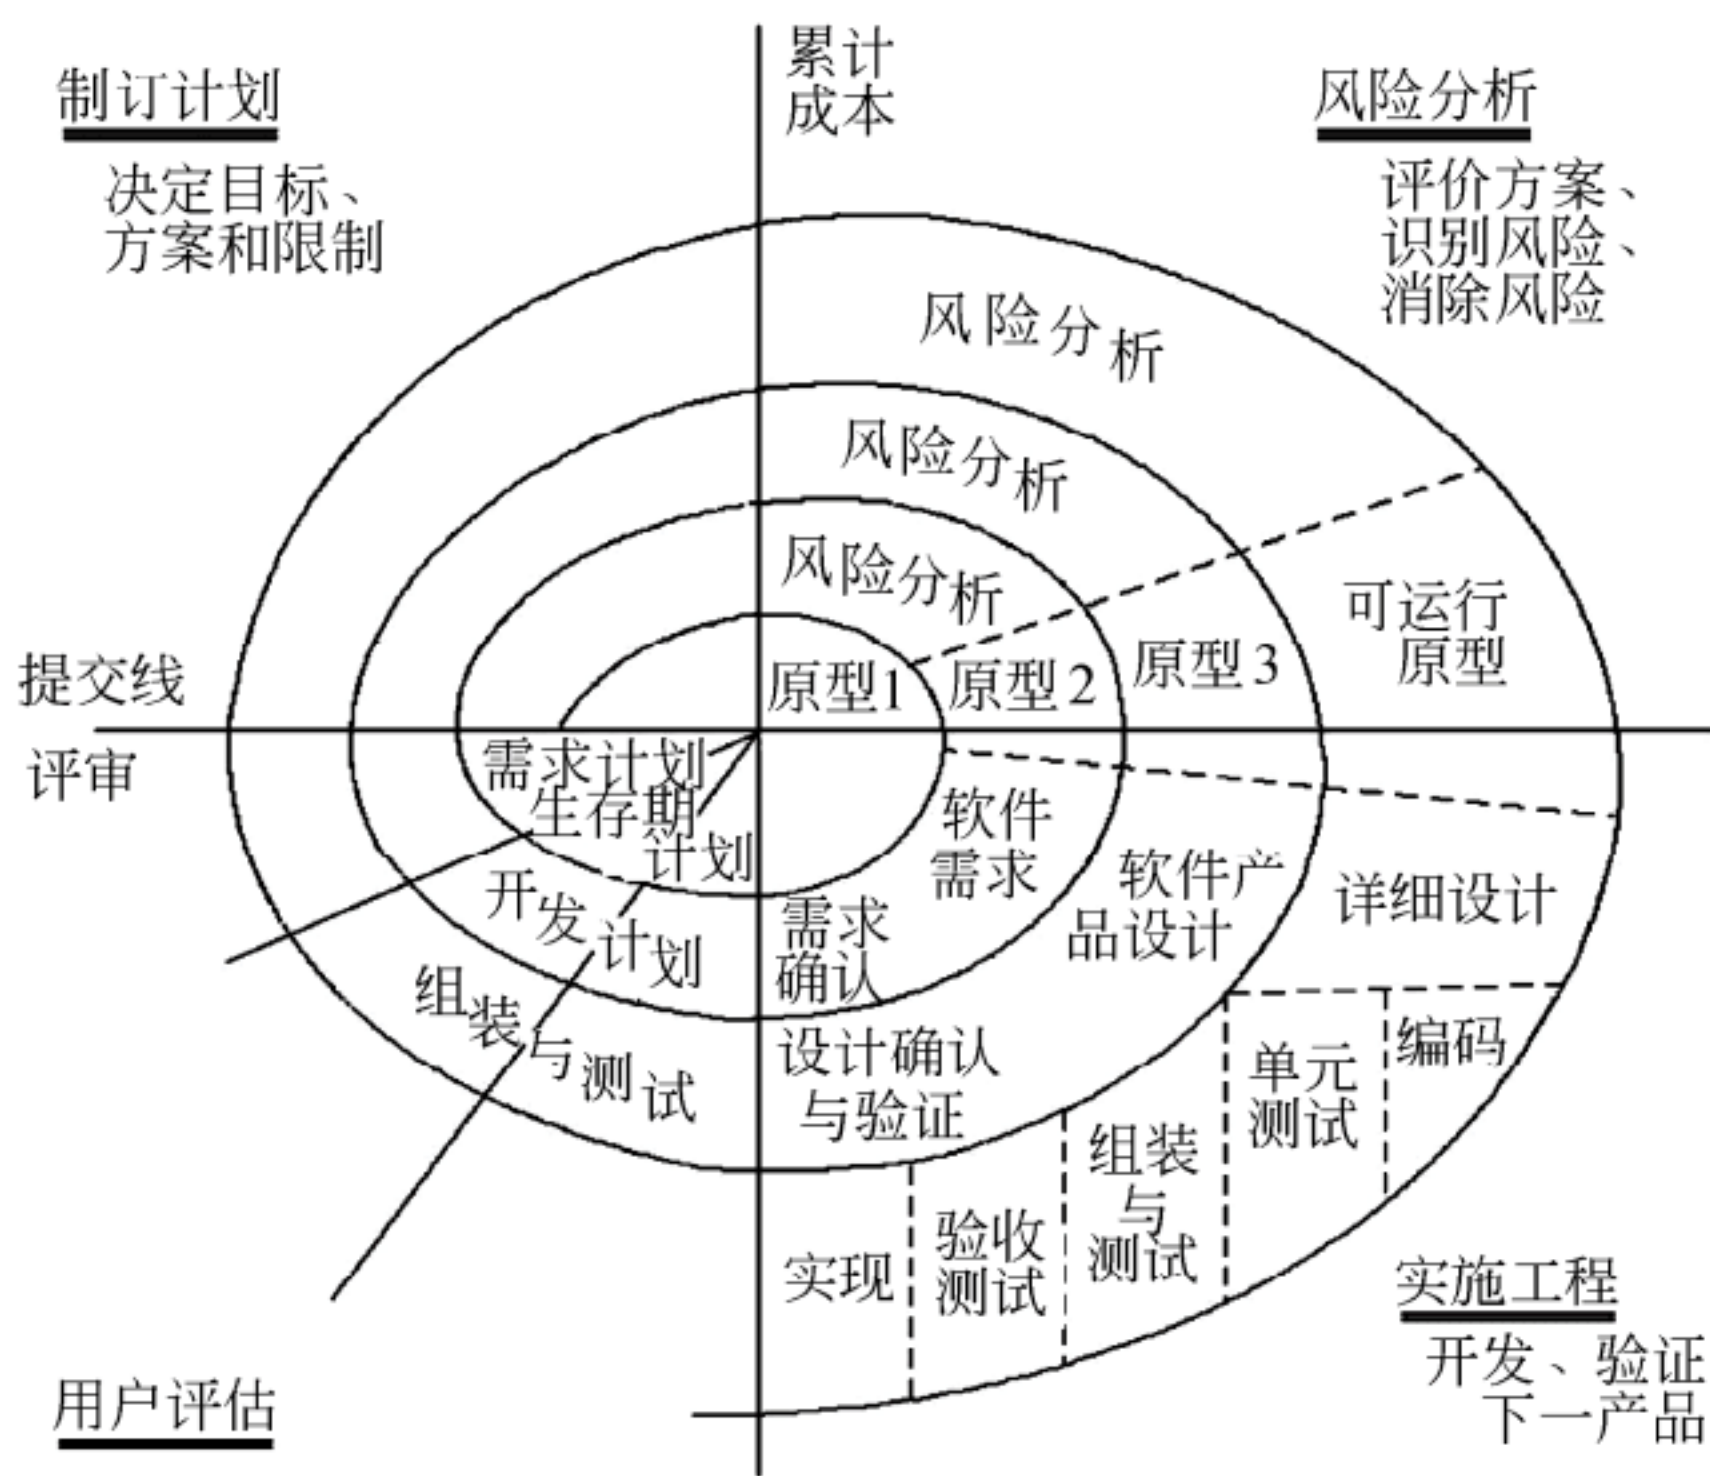 累计
成本
制订计划
决定目标、
方案和限制
风险分析
评价方案、
识别风险、
消除风险
风险分析
风险分析
风险分析
可运行
原型
原型1
原型2
原型3
提交线
评审
需求计划
生存期
计划
开发计划
组装与测试
软件
需求
需求
确认
软件产
品设计
详细设计
设计确认
与验证
编码
单元
测试
组装
与
测试
验收
测试
实现
实施工程
开发、验证
下一产品
用户评估